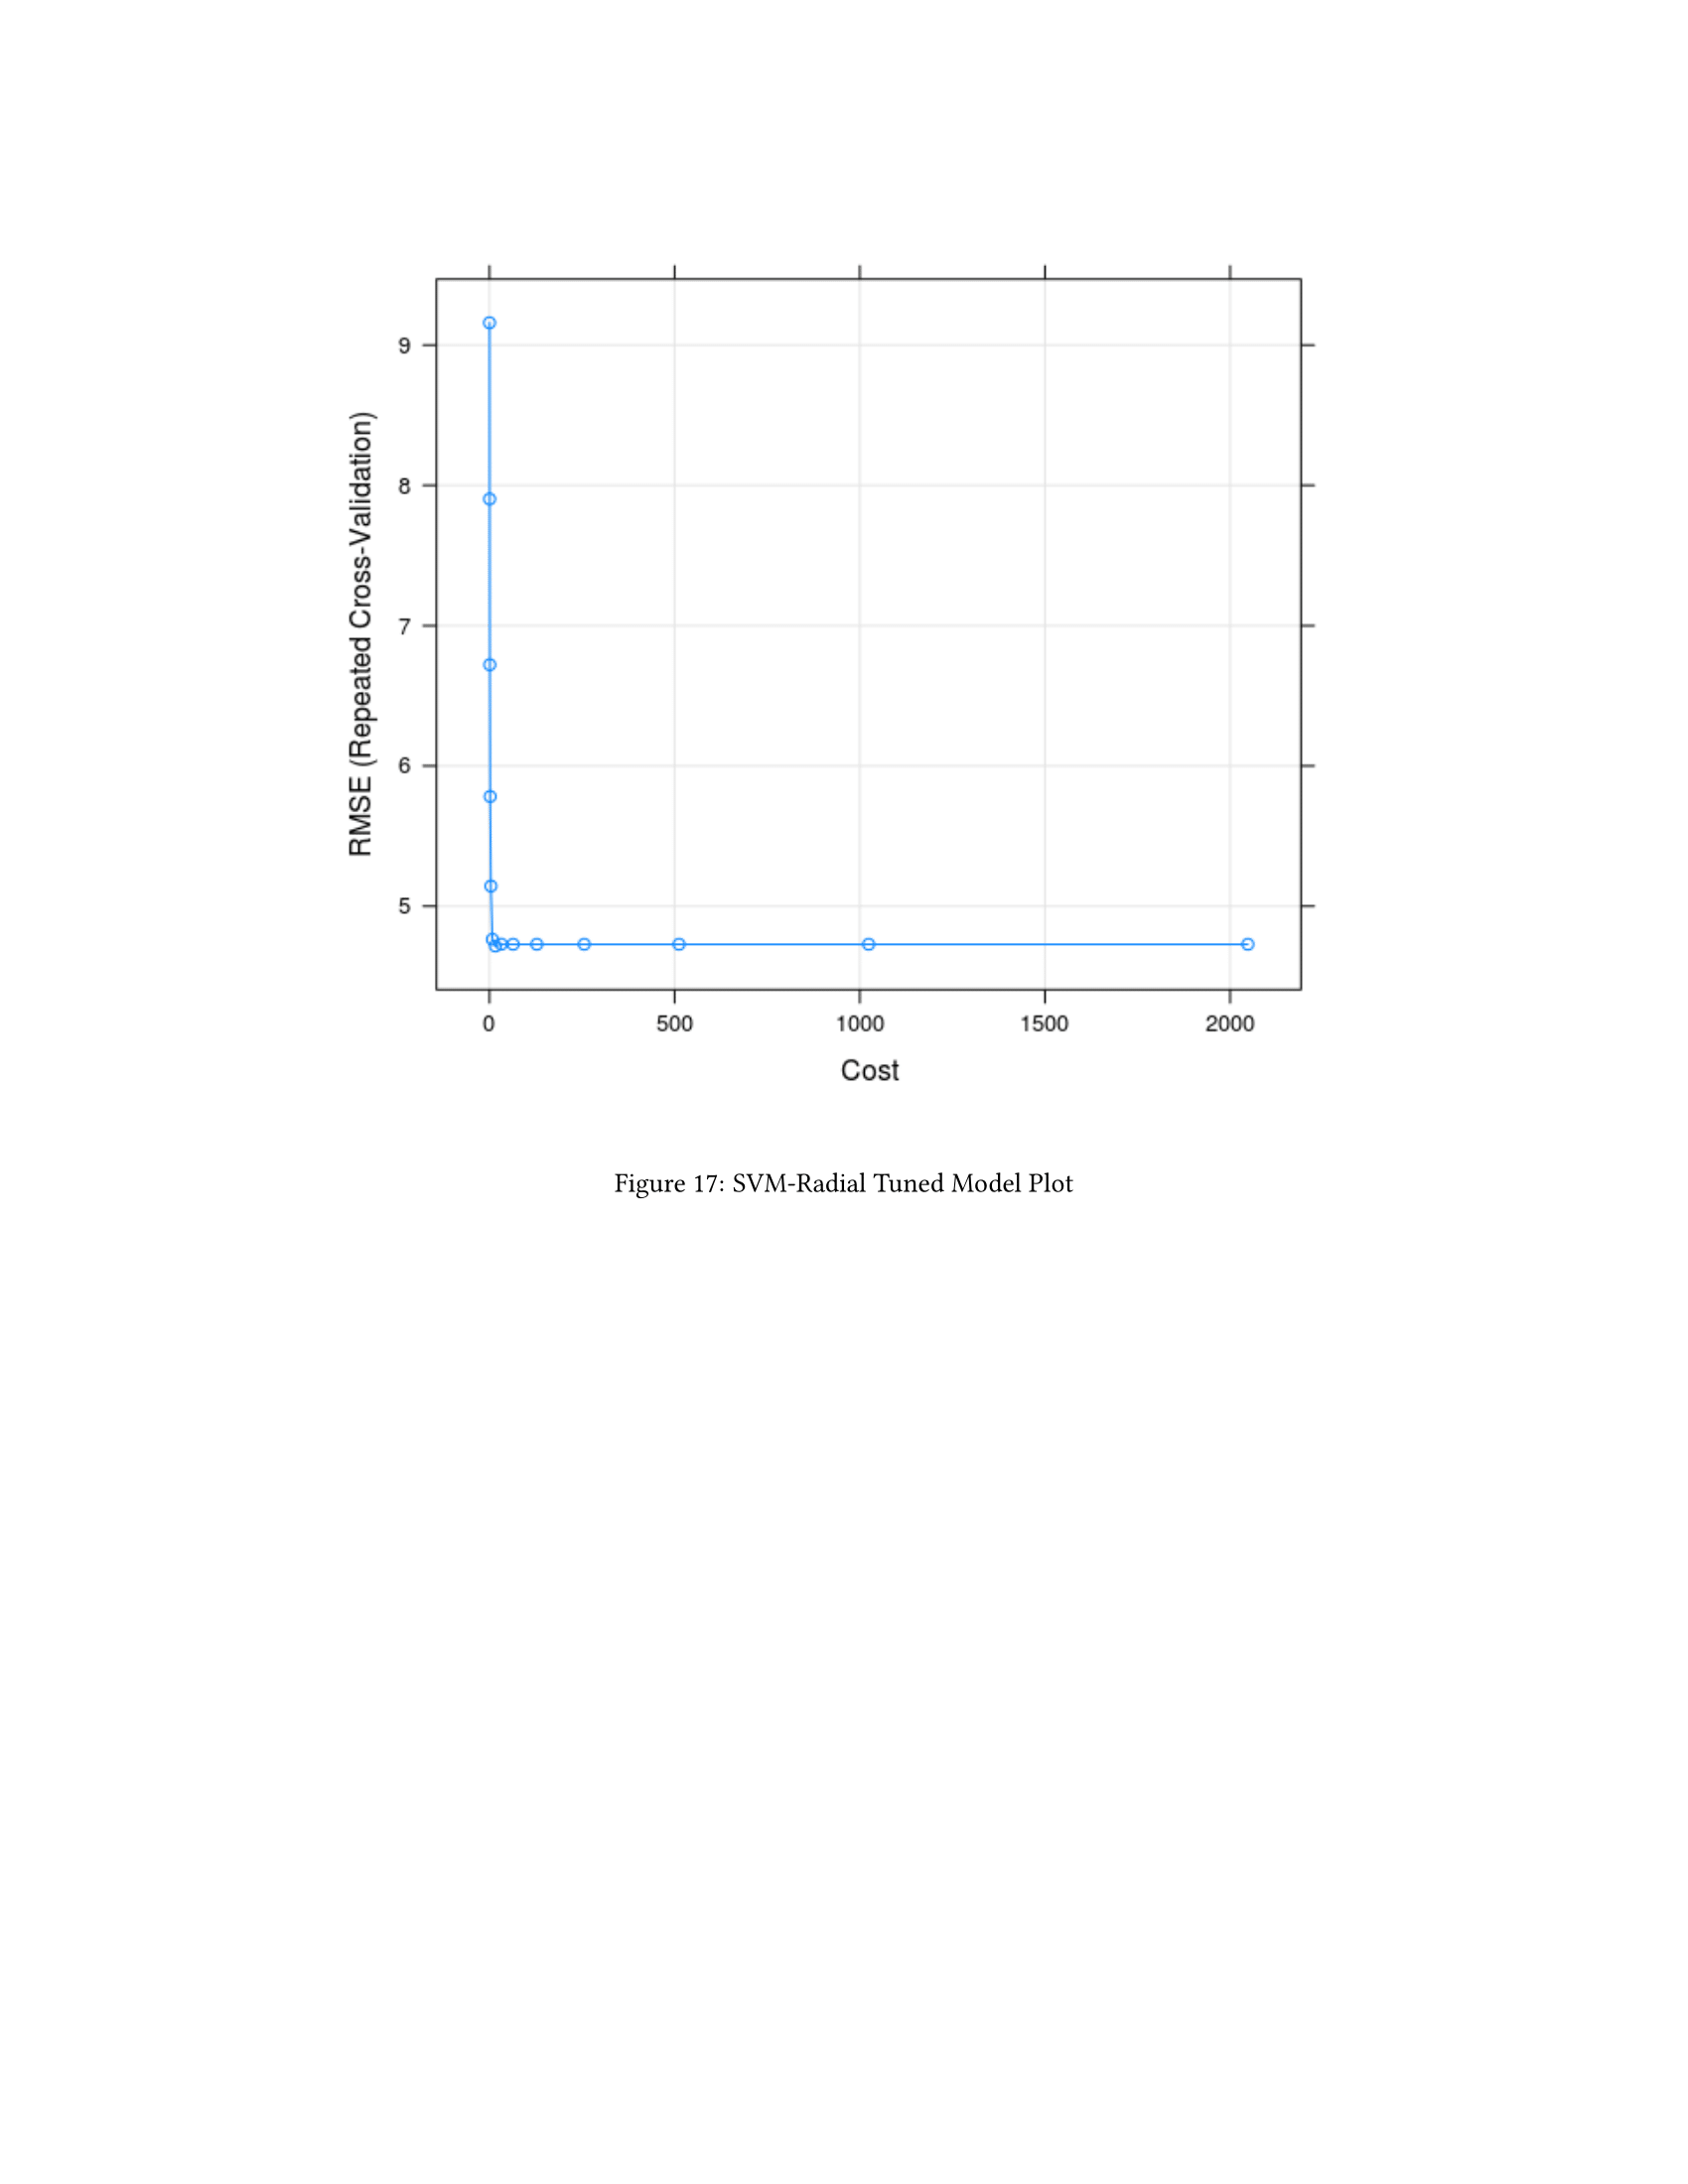 9
8
7
6
5
RMSE (Repeated Cross-Validation)
0 500 1000 1500 2000
Cost
Figure 17: SVM-Radial Tuned Model Plot